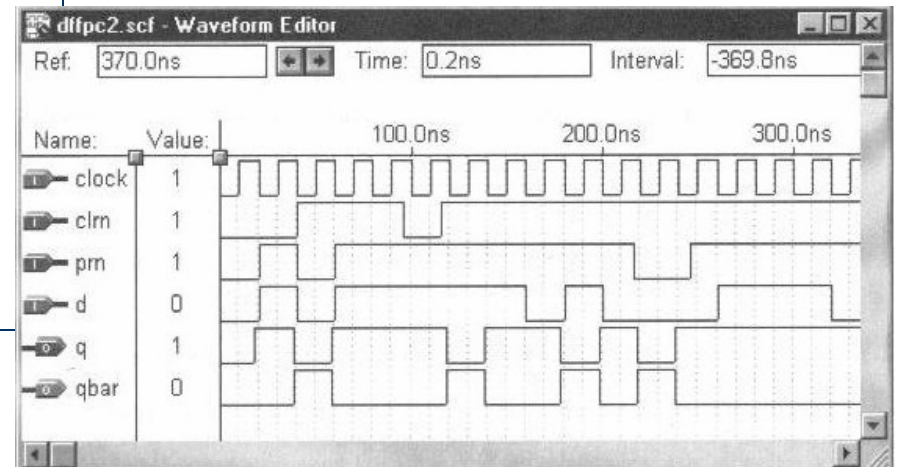 dffpc2.scf - Waveform Editor
Ref: 370.0ns Time: 0.2ns Interval: -369.8ns
100.0ns 200.0ns 300.0ns
Name: Value:
clock 1
clrn 1
prn 1
d 0
q 1
qbar 0